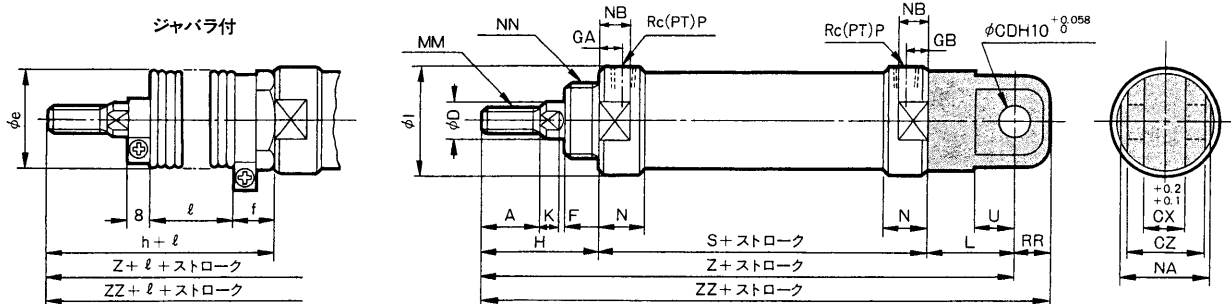 ジャバラ付
φe
8
ℓ
f
h+ℓ
Z+ℓ+ストローク
ZZ+ℓ+ストローク
MM
NN
NB
GA
Rc(PT)P
Rc(PT)P
NB
GB
φCDH10 +0.058 0
φI
φD
A
K
F
N
N
U
H
S+ストローク
L
RR
Z+ストローク
ZZ+ストローク
+0.2
+0.1
CX
CZ
NA